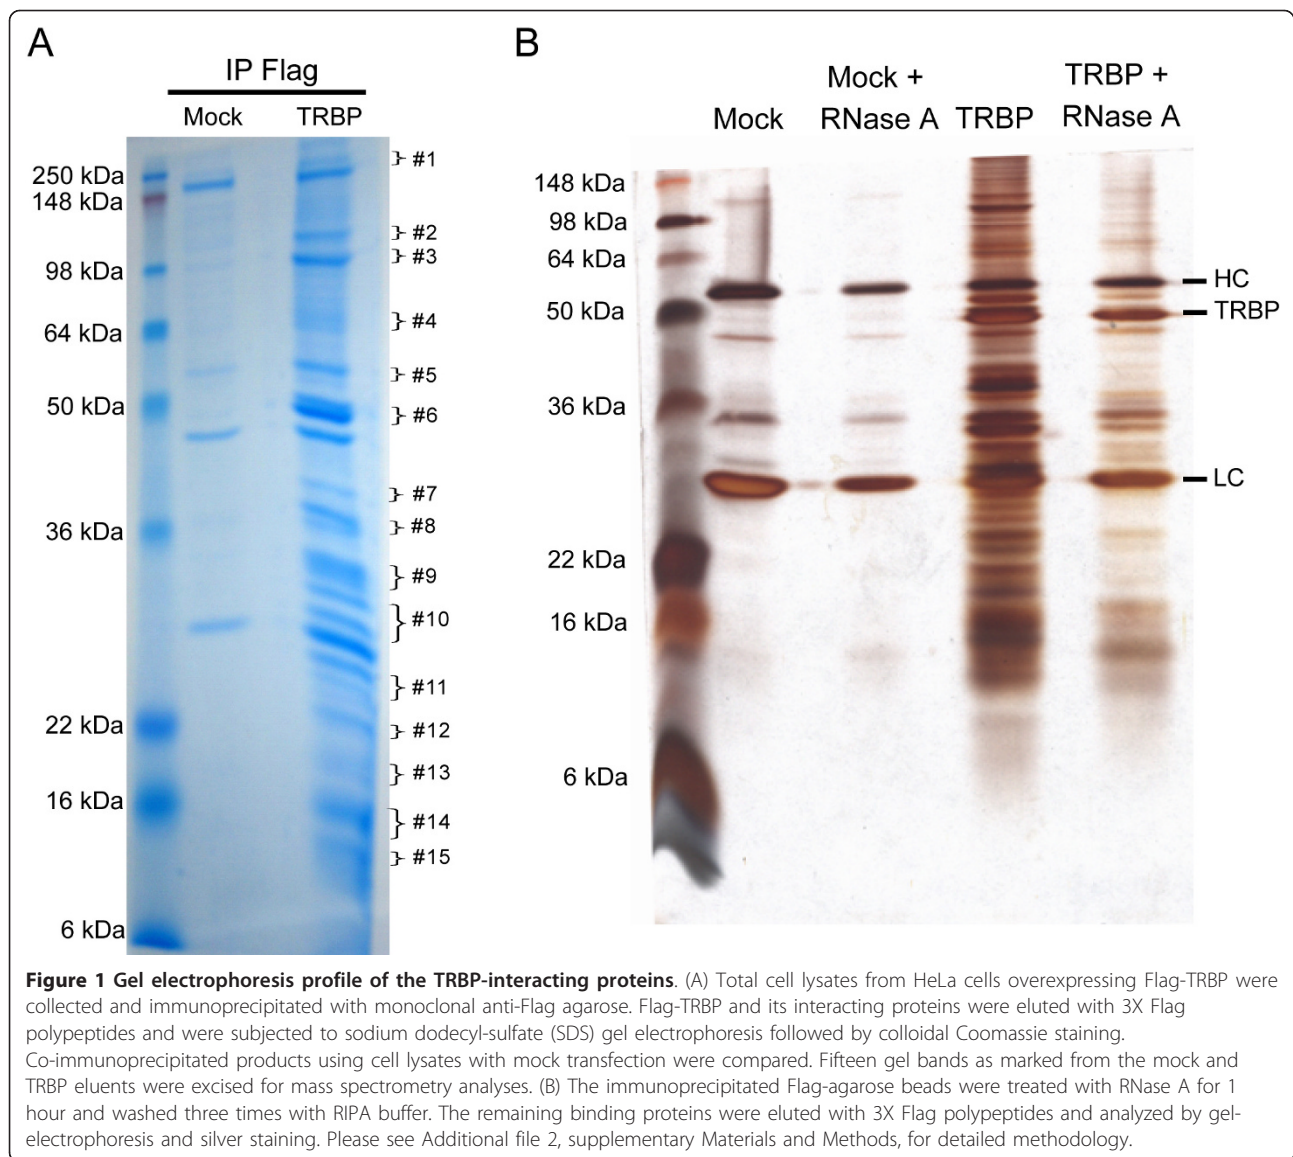 A
IP Flag
Mock TRBP
250 kDa
148 kDa
98 kDa
64 kDa
50 kDa
36 kDa
22 kDa
16 kDa
6 kDa
} #1
} #2
} #3
} #4
} #5
} #6
} #7
} #8
} #9
} #10
} #11
} #12
} #13
} #14
} #15
B
Mock
Mock +
RNase A
TRBP
TRBP +
RNase A
148 kDa
98 kDa
64 kDa
50 kDa
36 kDa
22 kDa
16 kDa
6 kDa
HC
TRBP
LC
Figure 1 Gel electrophoresis profile of the TRBP-interacting proteins. (A) Total cell lysates from HeLa cells overexpressing Flag-TRBP were
collected and immunoprecipitated with monoclonal anti-Flag agarose. Flag-TRBP and its interacting proteins were eluted with 3X Flag
polypeptides and were subjected to sodium dodecyl-sulfate (SDS) gel electrophoresis followed by colloidal Coomassie staining.
Co-immunoprecipitated products using cell lysates with mock transfection were compared. Fifteen gel bands as marked from the mock and
TRBP eluents were excised for mass spectrometry analyses. (B) The immunoprecipitated Flag-agarose beads were treated with RNase A for 1
hour and washed three times with RIPA buffer. The remaining binding proteins were eluted with 3X Flag polypeptides and analyzed by gel-
electrophoresis and silver staining. Please see Additional file 2, supplementary Materials and Methods, for detailed methodology.